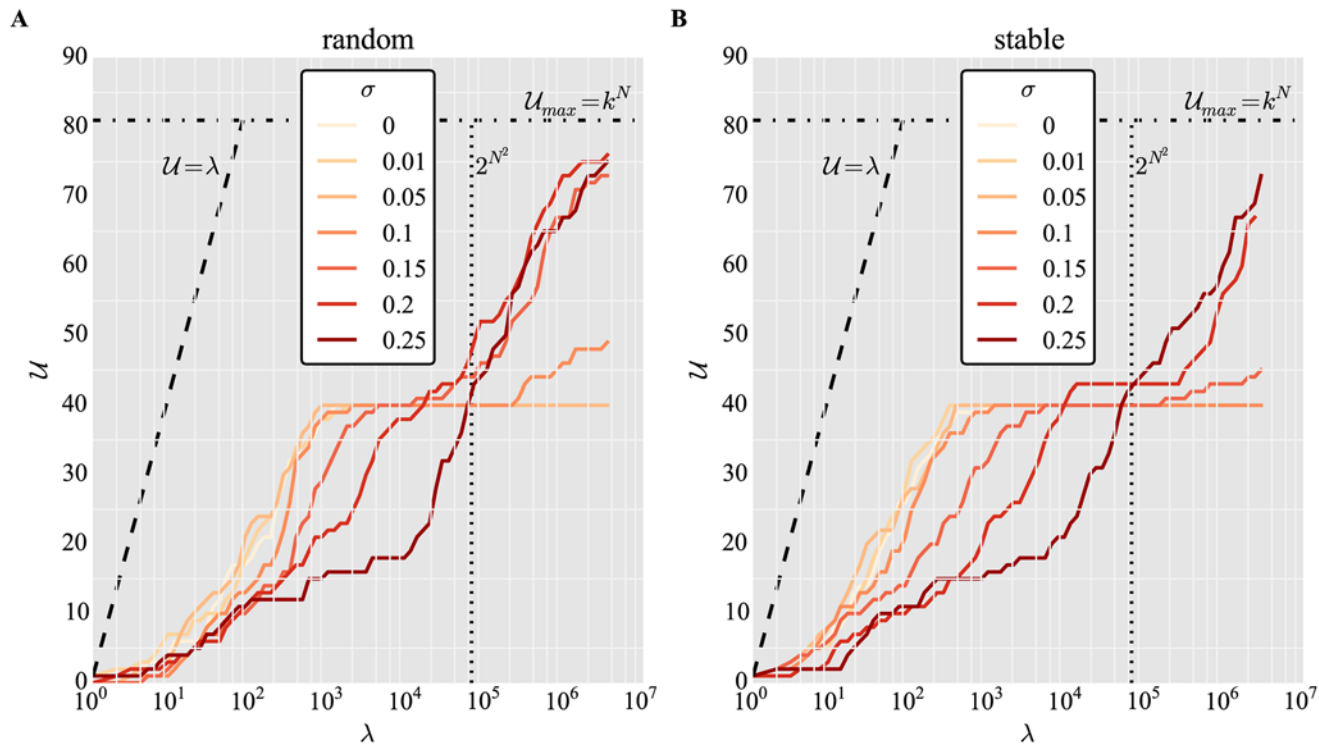 A
random
90
80
70
60
50
40
30
20
10
0
𝒰
σ
0
0.01
0.05
0.1
0.15
0.2
0.25
𝒰_max = k^N
𝒰 = λ
2^{N^2}
10^0 10^1 10^2 10^3 10^4 10^5 10^6 10^7
λ
B
stable
90
80
70
60
50
40
30
20
10
0
𝒰
σ
0
0.01
0.05
0.1
0.15
0.2
0.25
𝒰_max = k^N
𝒰 = λ
2^{N^2}
10^0 10^1 10^2 10^3 10^4 10^5 10^6 10^7
λ